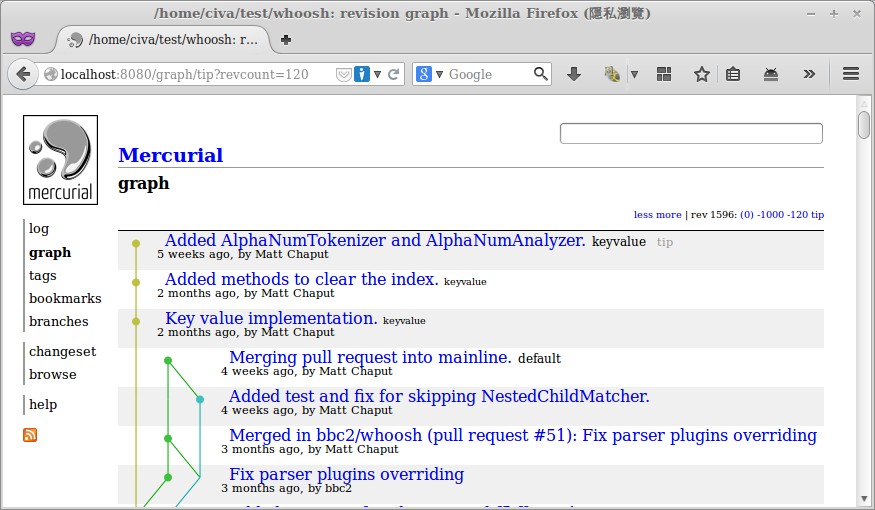 /home/civa/test/whoosh: revision graph - Mozilla Firefox (隱私瀏覽)
/home/civa/test/whoosh: r...
localhost:8080/graph/tip?revcount=120
Google
mercurial
Mercurial
graph
less more | rev 1596: (0) -1000 -120 tip
log
graph
tags
bookmarks
branches
changeset
browse
help
Added AlphaNumTokenizer and AlphaNumAnalyzer. keyvalue tip
5 weeks ago, by Matt Chaput
Added methods to clear the index. keyvalue
2 months ago, by Matt Chaput
Key value implementation. keyvalue
2 months ago, by Matt Chaput
Merging pull request into mainline. default
4 weeks ago, by Matt Chaput
Added test and fix for skipping NestedChildMatcher.
4 weeks ago, by Matt Chaput
Merged in bbc2/whoosh (pull request #51): Fix parser plugins overriding
3 months ago, by Matt Chaput
Fix parser plugins overriding
3 months ago, by bbc2